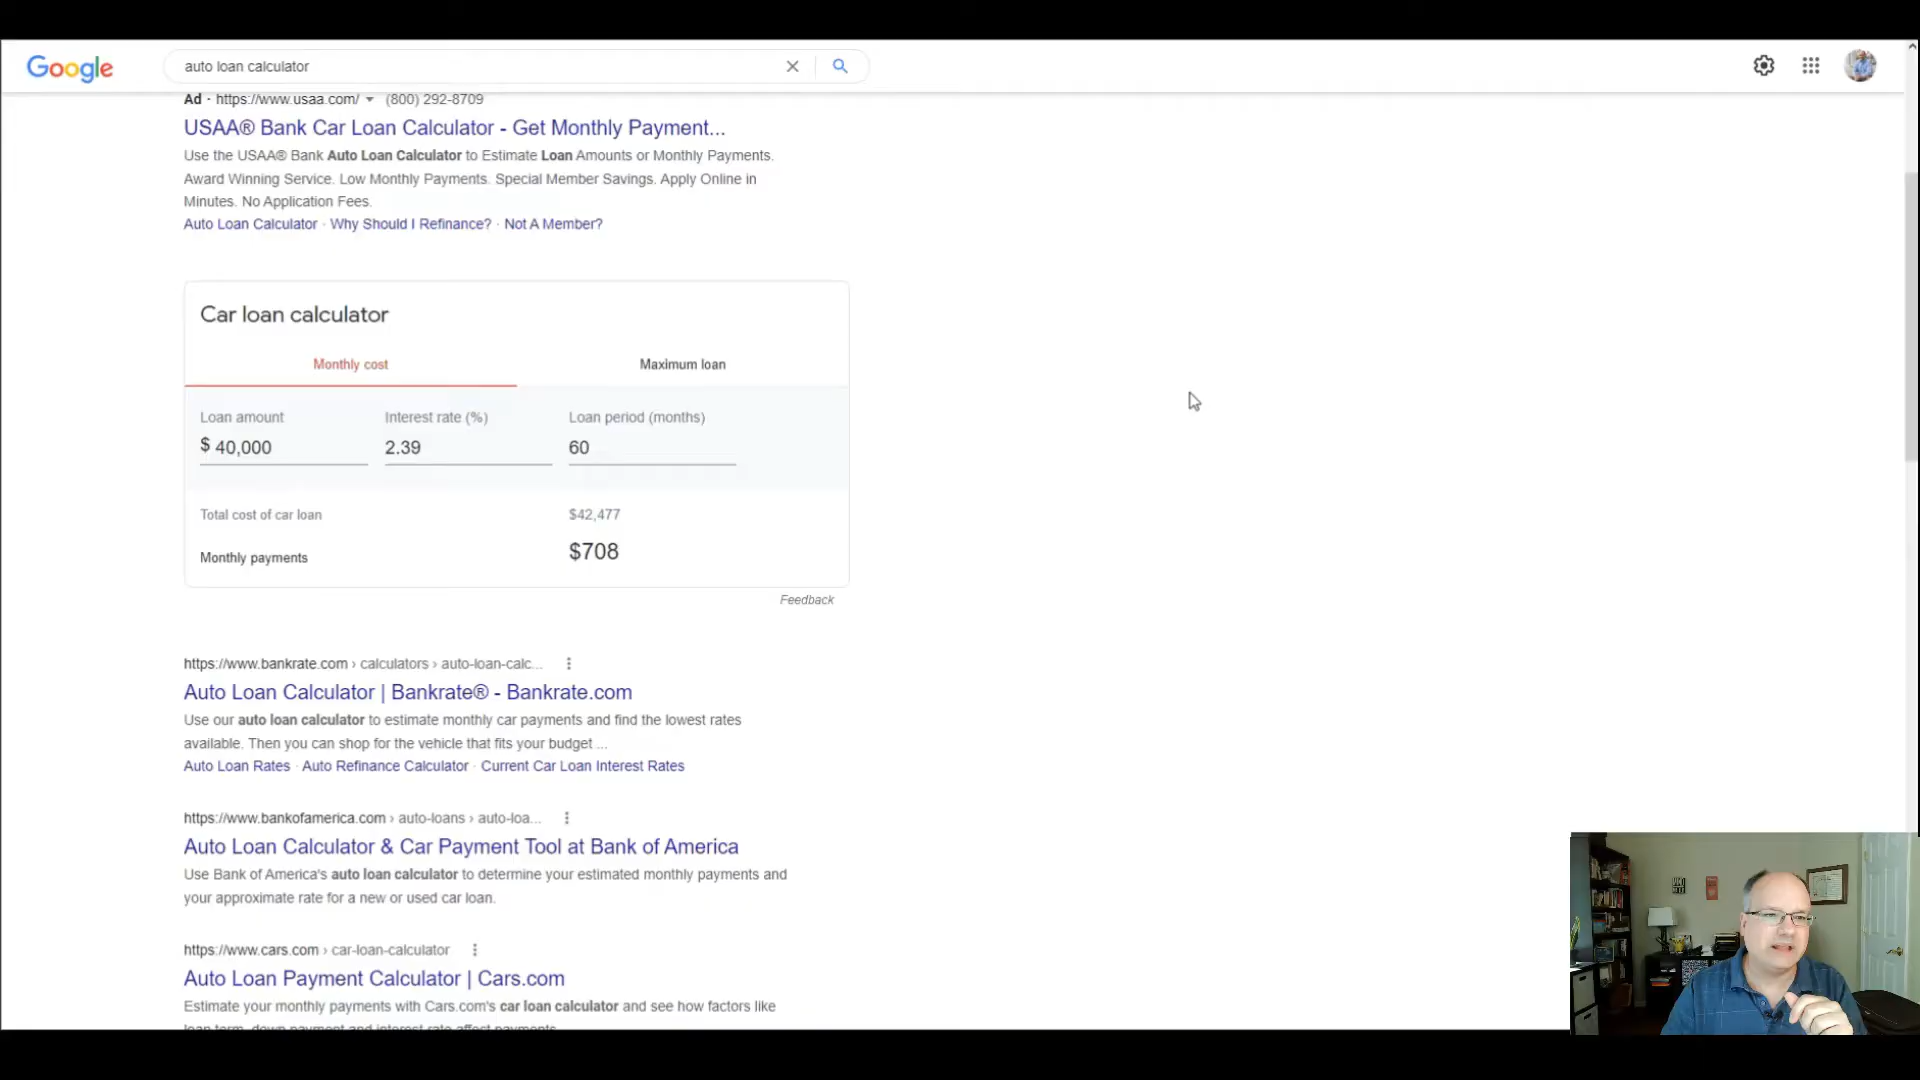 Google
auto loan calculator
Ad · https://www.usaa.com/ (800) 292-8709
USAA® Bank Car Loan Calculator - Get Monthly Payment...
Use the USAA® Bank Auto Loan Calculator to Estimate Loan Amounts or Monthly Payments.
Award Winning Service. Low Monthly Payments. Special Member Savings. Apply Online in
Minutes. No Application Fees.
Auto Loan Calculator · Why Should I Refinance? · Not A Member?
Car loan calculator
Monthly cost Maximum loan
Loan amount Interest rate (%) Loan period (months)
$ 40,000 2.39 60
Total cost of car loan $42,477
Monthly payments $708
Feedback
https://www.bankrate.com › calculators › auto-loan-calc...
Auto Loan Calculator | Bankrate® - Bankrate.com
Use our auto loan calculator to estimate monthly car payments and find the lowest rates
available. Then you can shop for the vehicle that fits your budget ...
Auto Loan Rates · Auto Refinance Calculator · Current Car Loan Interest Rates
https://www.bankofamerica.com › auto-loans › auto-loa...
Auto Loan Calculator & Car Payment Tool at Bank of America
Use Bank of America's auto loan calculator to determine your estimated monthly payments and
your approximate rate for a new or used car loan.
https://www.cars.com › car-loan-calculator
Auto Loan Payment Calculator | Cars.com
Estimate your monthly payments with Cars.com's car loan calculator and see how factors like
loan term, down payment and interest rate affect payments.